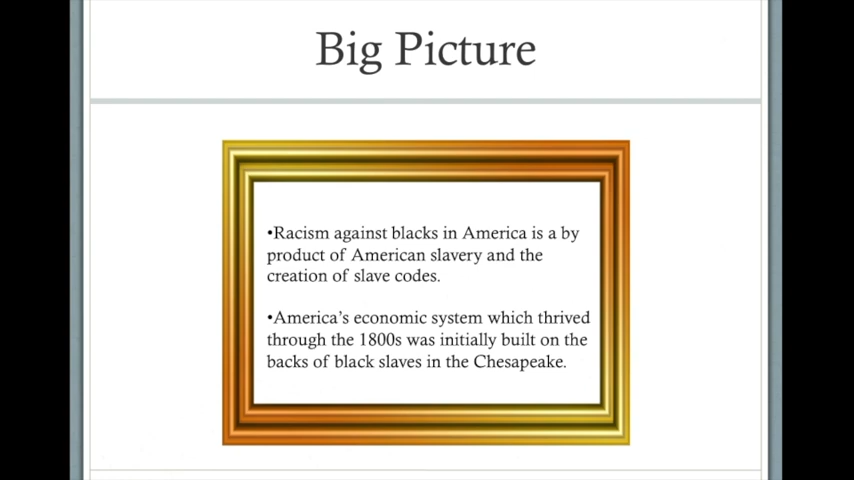 Big Picture
•Racism against blacks in America is a by
product of American slavery and the
creation of slave codes.
•America's economic system which thrived
through the 1800s was initially built on the
backs of black slaves in the Chesapeake.